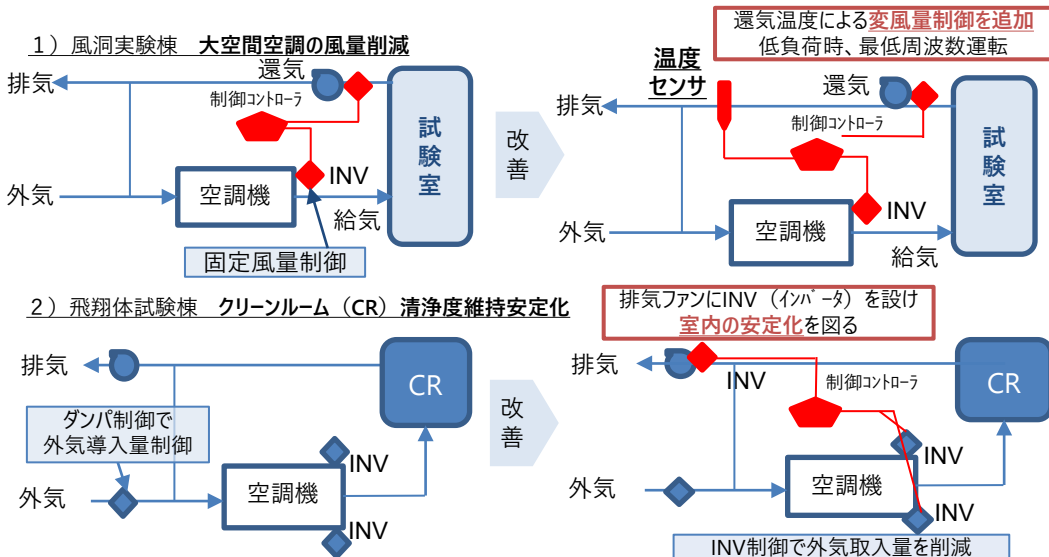 １）風洞実験棟　大空間空調の風量削減
還気
排気
制御コントローラ
試験室
外気
空調機
INV
給気
固定風量制御
改善
還気温度による変風量制御を追加
低負荷時、最低周波数運転
温度
センサ
還気
排気
制御コントローラ
試験室
外気
空調機
INV
給気
２）飛翔体試験棟　クリーンルーム（CR）清浄度維持安定化
排気
CR
ダンパ制御で
外気導入量制御
INV
外気
空調機
INV
改善
排気ファンにINV（インバータ）を設け
室内の安定化を図る
排気
INV
制御コントローラ
CR
INV
外気
空調機
INV
INV制御で外気取入量を削減